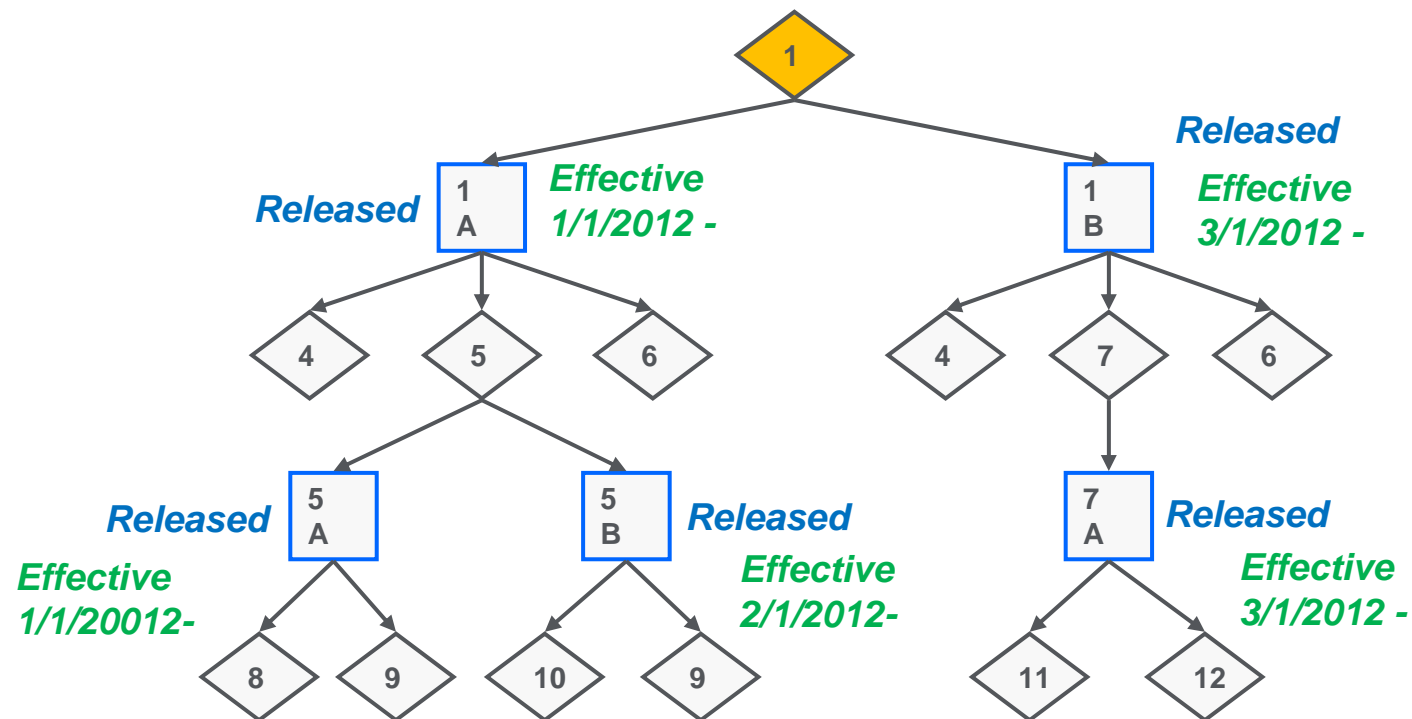 1
Released
Released
1
A
Effective
1/1/2012 -
1
B
Effective
3/1/2012 -
4
5
6
4
7
6
Released
5
A
5
B
Released
7
A
Released
Effective
1/1/20012-
Effective
2/1/2012-
Effective
3/1/2012 -
8
9
10
9
11
12